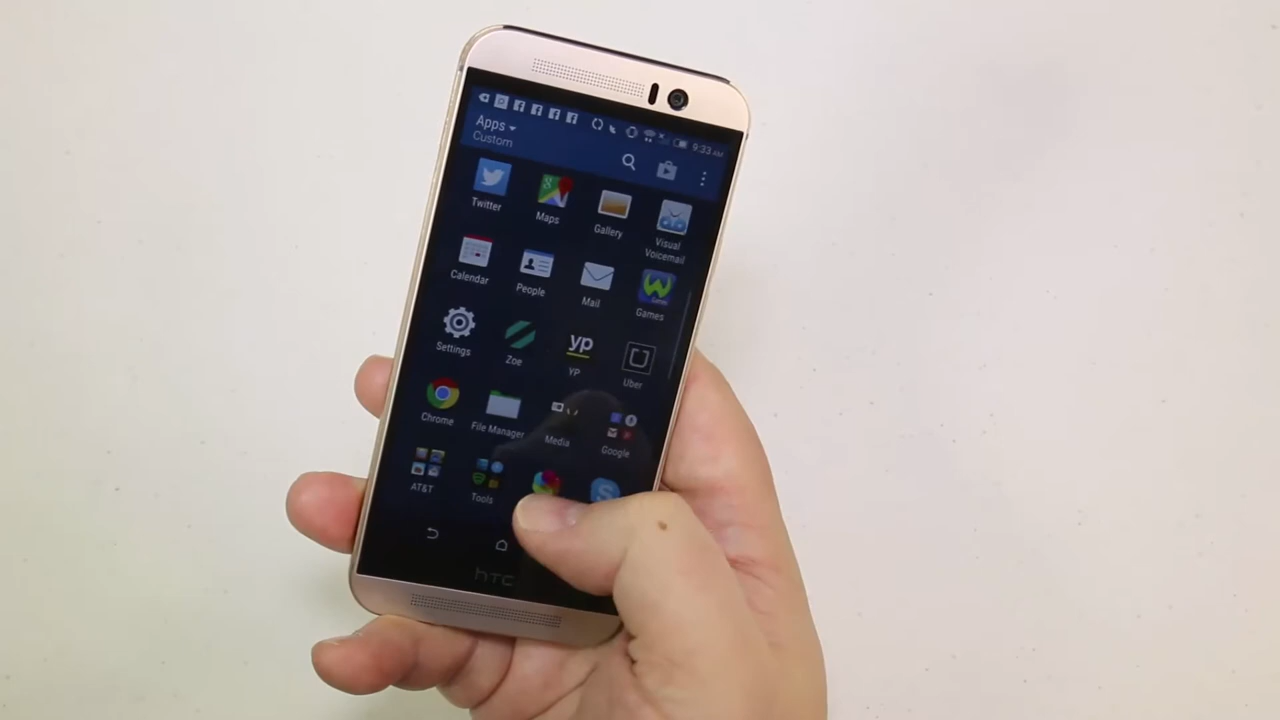 9:33 AM
Apps
Custom
Twitter
Maps
Gallery
Visual
Voicemail
Calendar
People
Mail
Games
Games
Settings
Zoe
yp
YP
Uber
Chrome
File Manager
Media
Google
AT&T
Tools
hTC